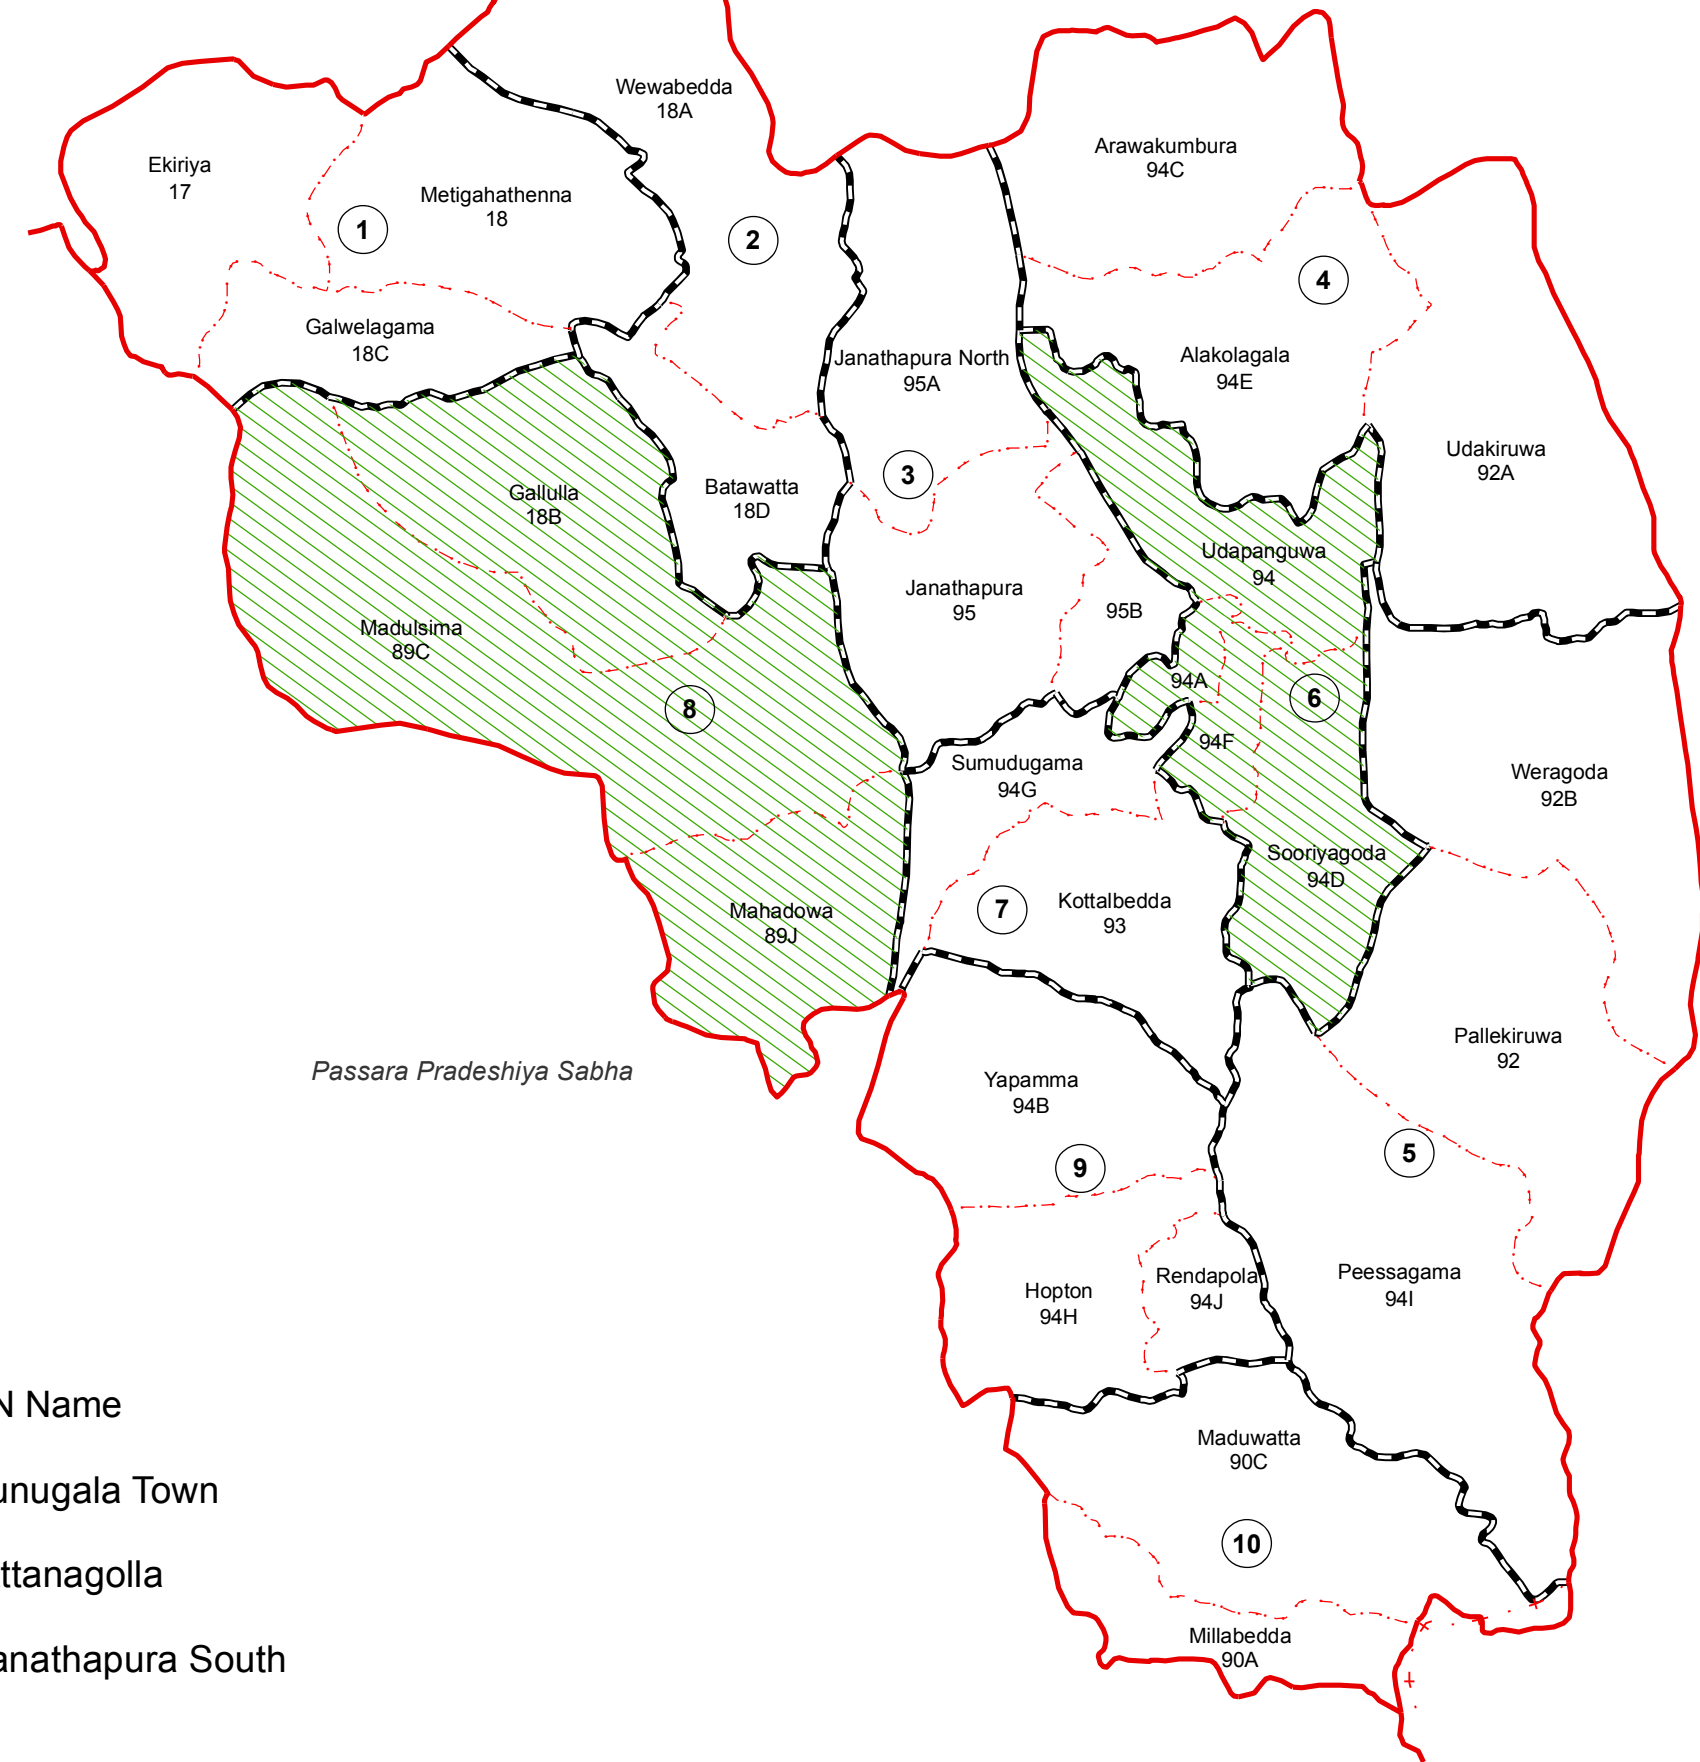 Wewabedda
18A
Arawakumbura
94C
Ekiriya
17
Metigahathenna
18
1
2
4
Galwelagama
18C
Janathapura North
95A
Alakolagala
94E
Udakiruwa
92A
3
Gallulla
18B
Batawatta
18D
Udapanguwa
94
Janathapura
95
95B
Madulsima
89C
94A
6
8
94F
Sumudugama
94G
Weragoda
92B
Sooriyagoda
94D
7
Kottalbedda
93
Mahadowa
89J
Pallekiruwa
92
Passara Pradeshiya Sabha
Yapamma
94B
5
9
Peessagama
94I
Rendapola
94J
Hopton
94H
N Name
Maduwatta
90C
unugala Town
10
ttanagolla
Millabedda
90A
anathapura South